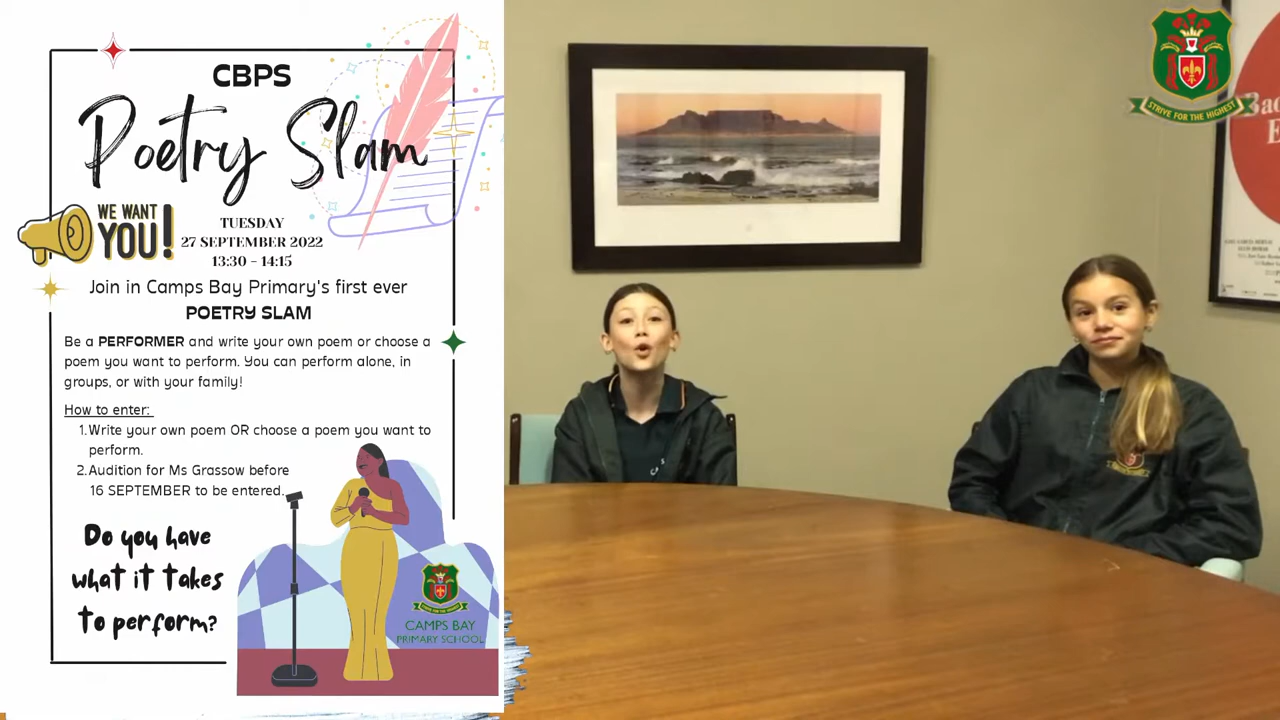 CBPS
Poetry Slam
WE WANT
YOU!
TUESDAY
27 SEPTEMBER 2022
13:30 - 14:15
Join in Camps Bay Primary's first ever
POETRY SLAM
Be a PERFORMER and write your own poem or choose a
poem you want to perform. You can perform alone, in
groups, or with your family!
How to enter:
1.Write your own poem OR choose a poem you want to
perform.
2.Audition for Ms Grassow before
16 SEPTEMBER to be entered.
Do you have
what it takes
to perform?
STRIVE FOR THE HIGHEST
CAMPS BAY
PRIMARY SCHOOL
STRIVE FOR THE HIGHEST